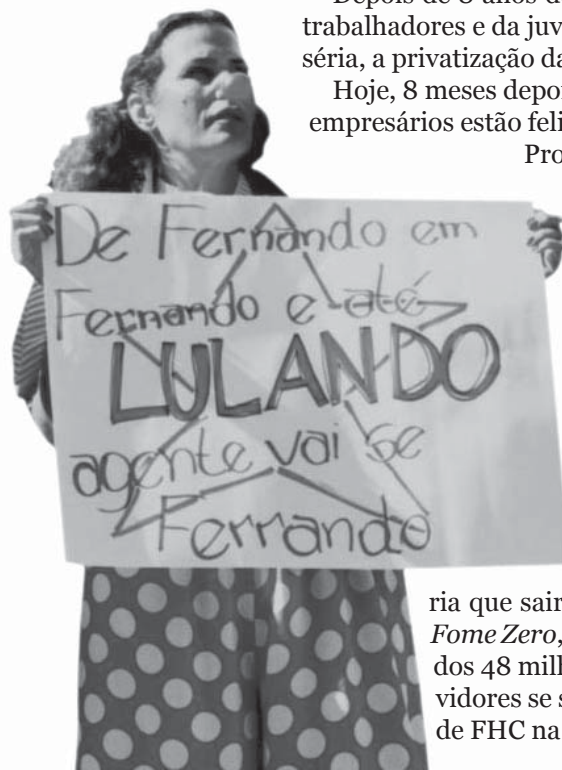 Depois de 8 anos d
trabalhadores e da juv
séria, a privatização da
Hoje, 8 meses depoi
empresários estão feli
Pro
De Fernando em
Fernando e até
LULANDO
agente vai se
Ferrando
ria que sair
Fome Zero,
dos 48 milh
vidores se s
de FHC na